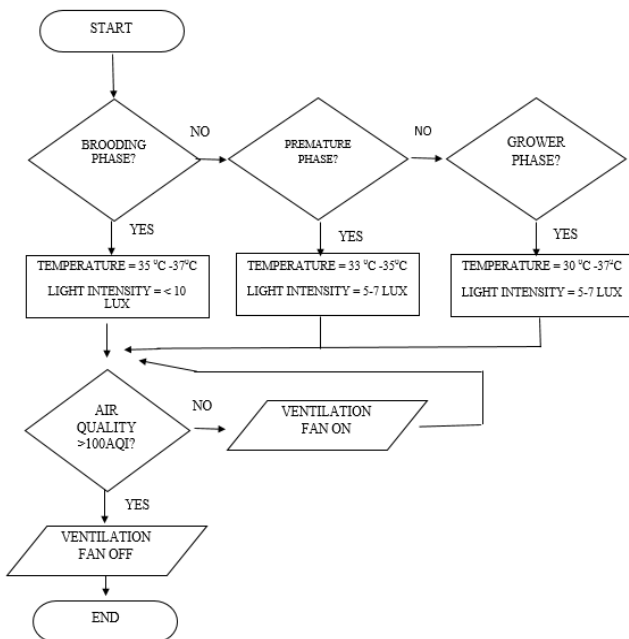 START
BROODING
PHASE?
NO
PREMATURE
PHASE?
NO
GROWER
PHASE?
YES
YES
YES
TEMPERATURE = 35 °C -37°C
LIGHT INTENSITY = < 10
LUX
TEMPERATURE = 33 °C -35°C
LIGHT INTENSITY = 5-7 LUX
TEMPERATURE = 30 °C -37°C
LIGHT INTENSITY = 5-7 LUX
AIR
QUALITY
>100AQI?
NO
VENTILATION
FAN ON
YES
VENTILATION
FAN OFF
END